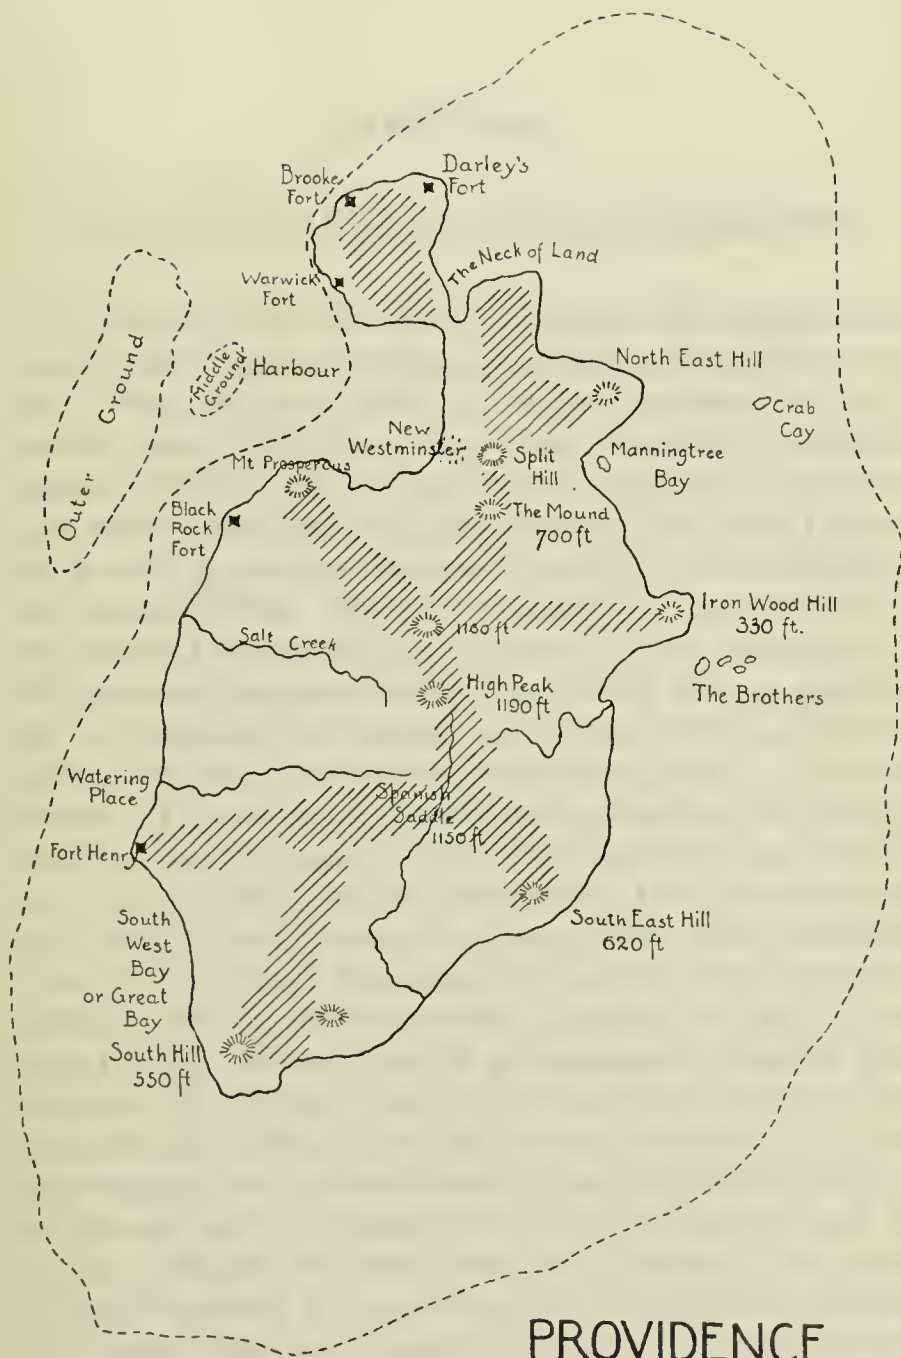 Brooke
Fort
Darley's
Fort
The Neck of Land
Warwick
Fort
Outer Ground
Middle
Ground
Harbour
North East Hill
Crab
Cay
New
Westminster
Mt Prosperous
Split
Hill
Manningtree
Bay
Black
Rock
Fort
The Mound
700 ft
Iron Wood Hill
330 ft.
Salt Creek
The Brothers
High Peak
1190 ft
Watering
Place
Spanish
Saddle
1150 ft
Fort Henry
South
West
Bay
or Great
Bay
South East Hill
620 ft
South Hill
550 ft
PROVIDENCE